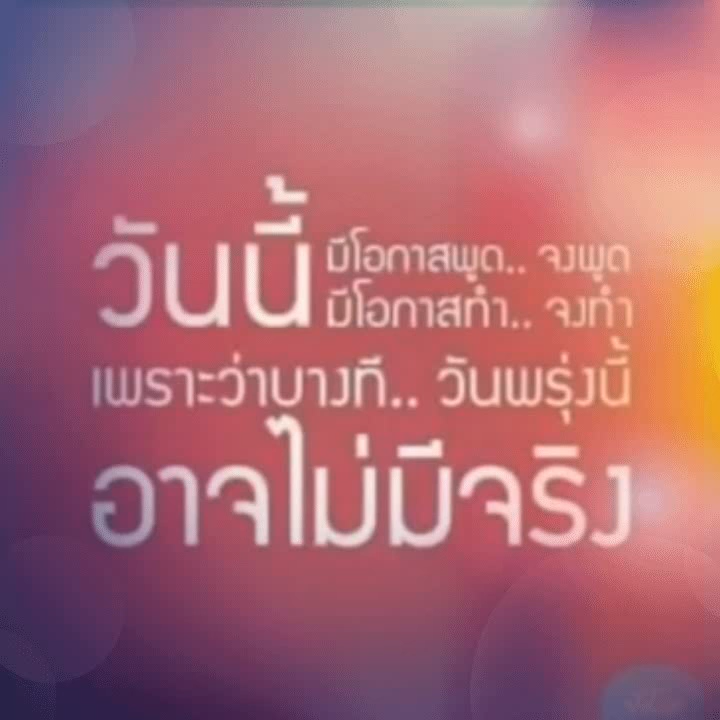 วันนี้ มีโอกาสพูด.. จงพูด
มีโอกาสทำ.. จงทำ
เพราะว่าบางที.. วันพรุ่งนี้
อาจไม่มีจริง